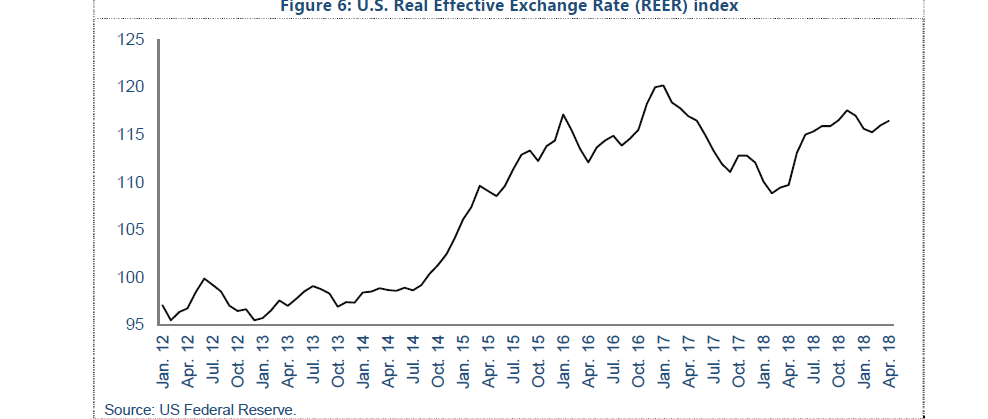 Figure 6: U.S. Real Effective Exchange Rate (REER) index
125
120
115
110
105
100
95
Jan. 12
Apr. 12
Jul. 12
Oct. 12
Jan. 13
Apr. 13
Jul. 13
Oct. 13
Jan. 14
Apr. 14
Jul. 14
Oct. 14
Jan. 15
Apr. 15
Jul. 15
Oct. 15
Jan. 16
Apr. 16
Jul. 16
Oct. 16
Jan. 17
Apr. 17
Jul. 17
Oct. 17
Jan. 18
Apr. 18
Jul. 18
Oct. 18
Jan. 18
Apr. 18
Source: US Federal Reserve.